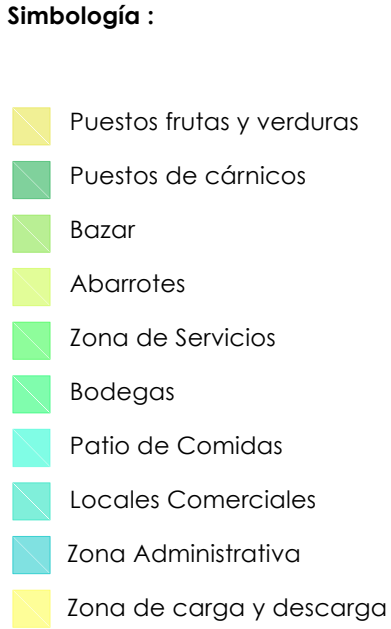 Simbología :
Puestos frutas y verduras
Puestos de cárnicos
Bazar
Abarrotes
Zona de Servicios
Bodegas
Patio de Comidas
Locales Comerciales
Zona Administrativa
Zona de carga y descarga